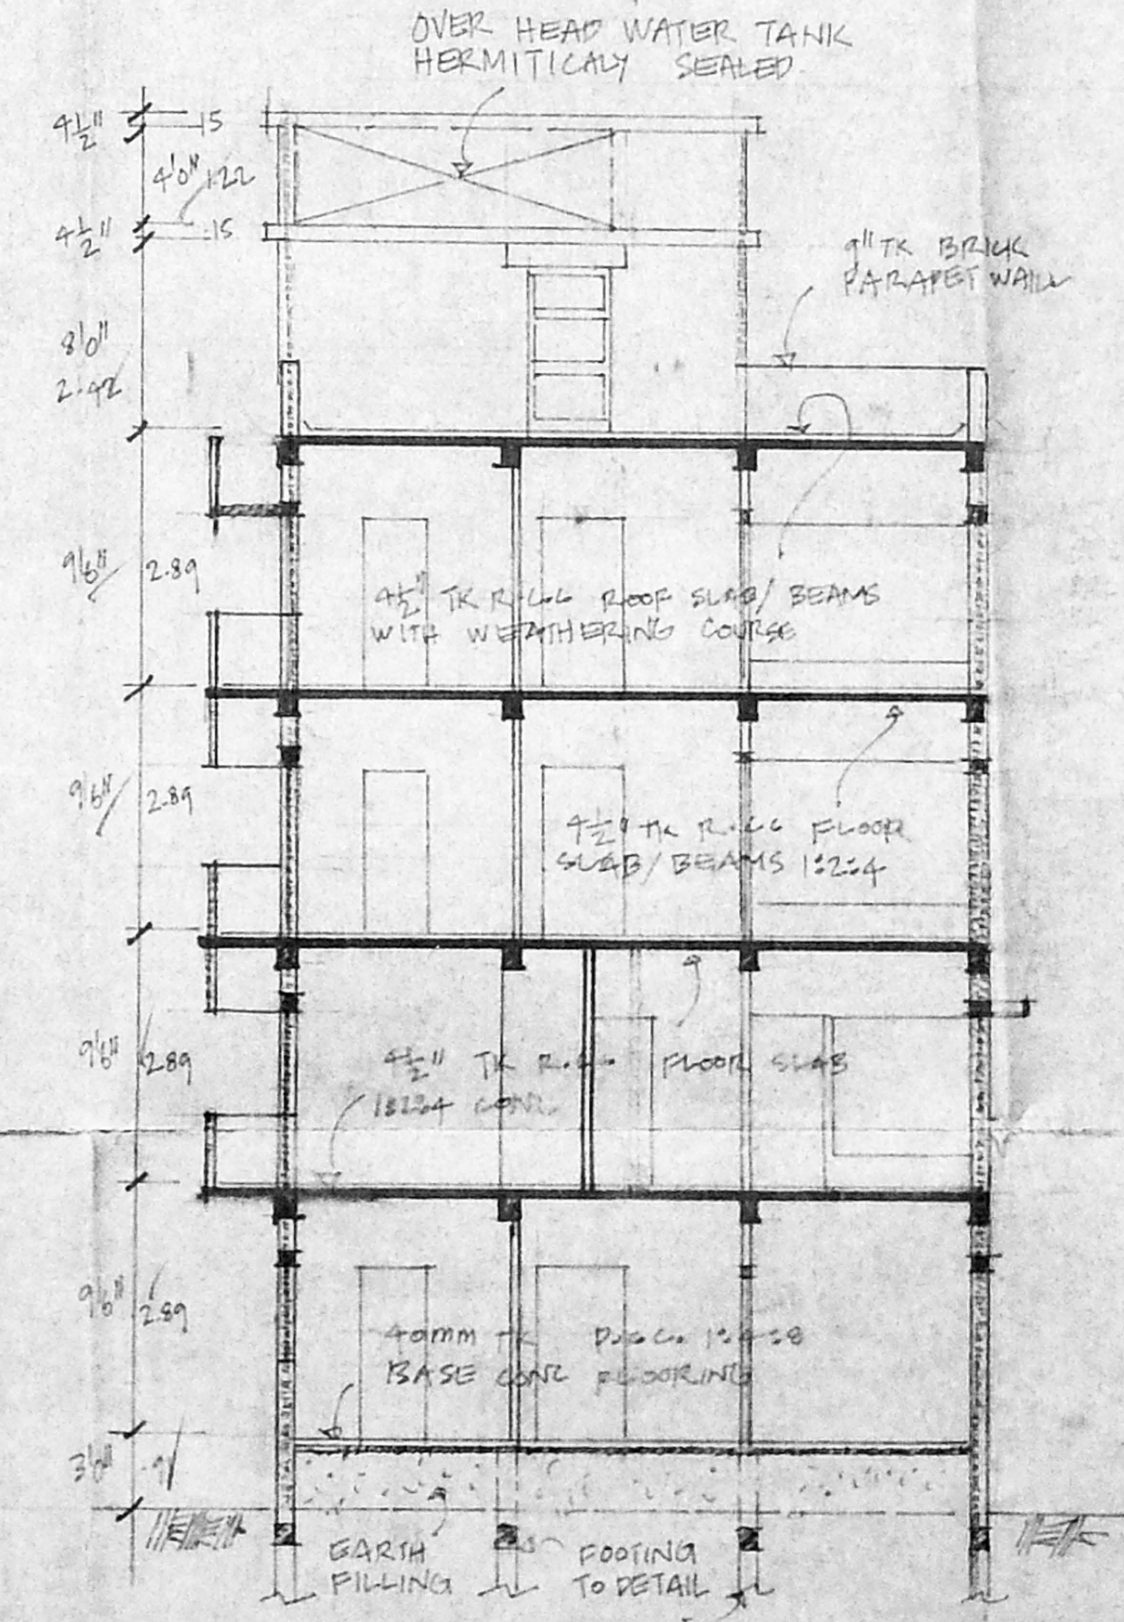 OVER HEAD WATER TANK
HERMITICALY SEALED.
4½"
.15
4'0" 1.22
4½"
.15
9" TK BRICK
PARAPET WALL
8'0"
2.42
9'6" 2.89
4½" TK R.C.C ROOF SLAB/BEAMS
WITH WEATHERING COURSE
9'6" 2.89
4½" TK R.C.C FLOOR
SLAB/BEAMS 1:2:4
9'6" 2.89
4½" TK R.C.C FLOOR SLAB
1:2:4 CONC
9'6" 2.89
40mm TK 1:4:8
BASE CONC FLOORING
EARTH
FILLING
FOOTING
TO DETAIL